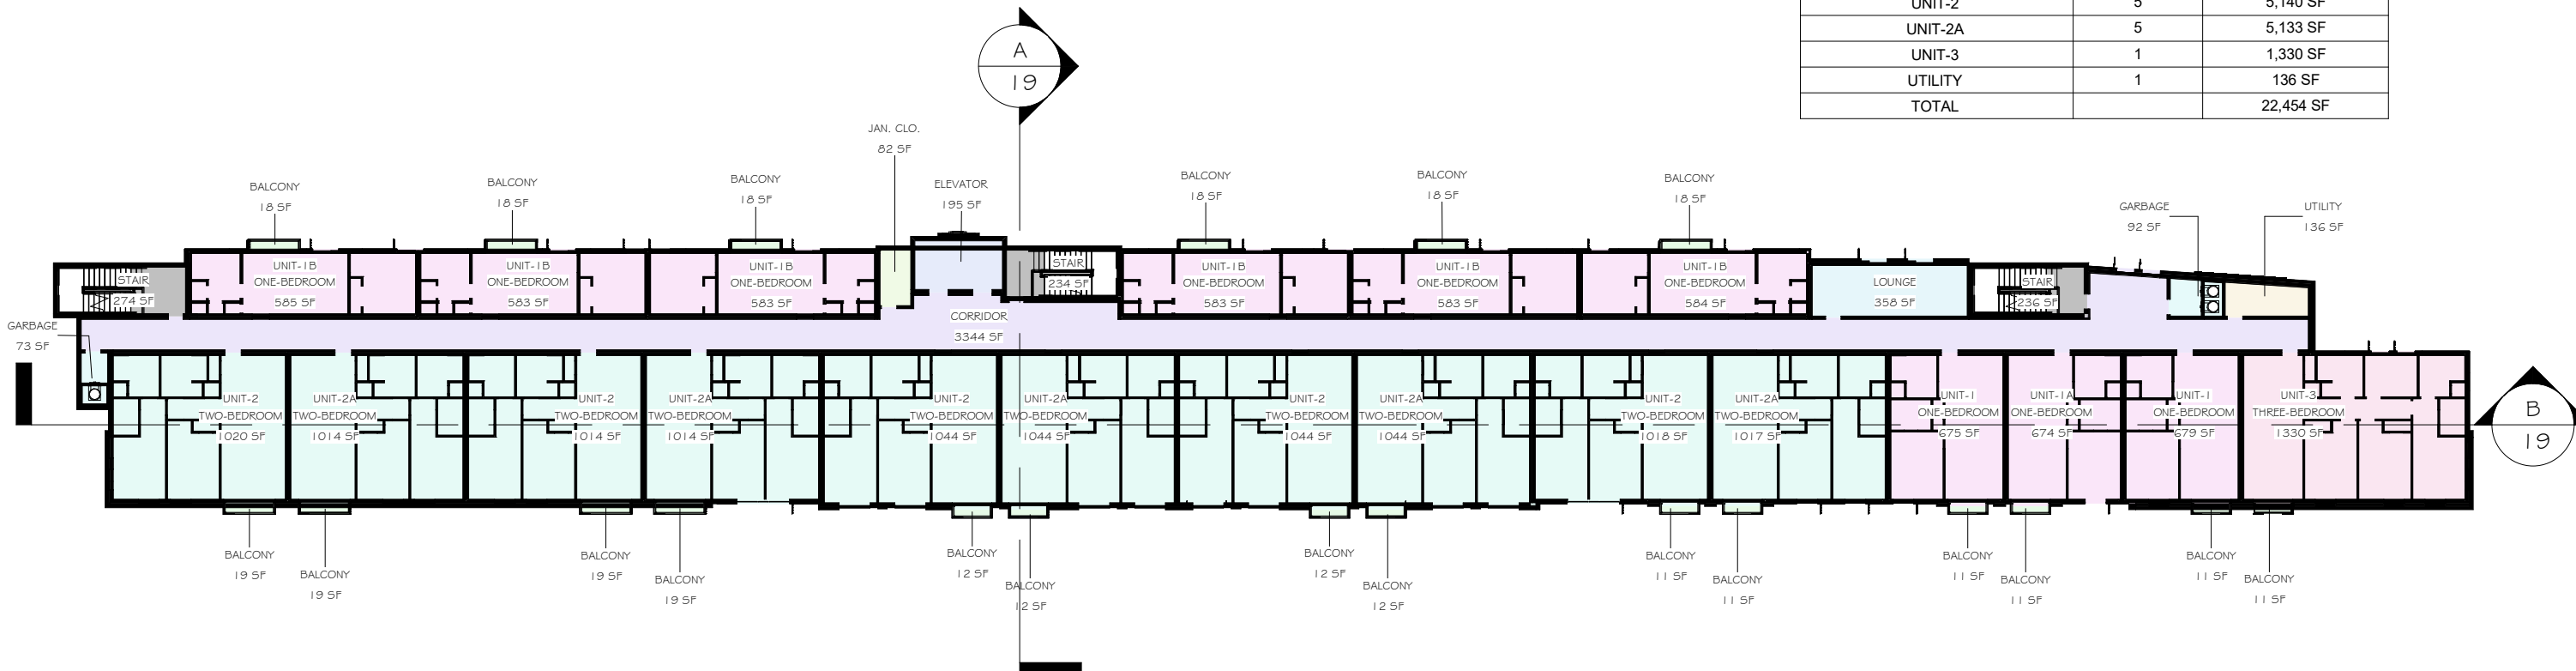 UNIT-2 5 5,140 SF
UNIT-2A 5 5,133 SF
UNIT-3 1 1,330 SF
UTILITY 1 136 SF
TOTAL 22,454 SF
A
19
JAN. CLO.
82 SF
BALCONY
18 SF
BALCONY
18 SF
BALCONY
18 SF
ELEVATOR
195 SF
BALCONY
18 SF
BALCONY
18 SF
BALCONY
18 SF
GARBAGE
92 SF
UTILITY
136 SF
STAIR
274 SF
UNIT-1B
ONE-BEDROOM
585 SF
UNIT-1B
ONE-BEDROOM
583 SF
UNIT-1B
ONE-BEDROOM
583 SF
STAIR
234 SF
UNIT-1B
ONE-BEDROOM
583 SF
UNIT-1B
ONE-BEDROOM
583 SF
UNIT-1B
ONE-BEDROOM
584 SF
LOUNGE
358 SF
STAIR
236 SF
GARBAGE
73 SF
CORRIDOR
3344 SF
UNIT-2
TWO-BEDROOM
1020 SF
UNIT-2A
TWO-BEDROOM
1014 SF
UNIT-2
TWO-BEDROOM
1014 SF
UNIT-2A
TWO-BEDROOM
1014 SF
UNIT-2
TWO-BEDROOM
1044 SF
UNIT-2A
TWO-BEDROOM
1044 SF
UNIT-2
TWO-BEDROOM
1044 SF
UNIT-2A
TWO-BEDROOM
1044 SF
UNIT-2
TWO-BEDROOM
1018 SF
UNIT-2A
TWO-BEDROOM
1017 SF
UNIT-1
ONE-BEDROOM
675 SF
UNIT-1A
ONE-BEDROOM
674 SF
UNIT-1
ONE-BEDROOM
679 SF
UNIT-3
THREE-BEDROOM
1330 SF
B
19
BALCONY
19 SF
BALCONY
19 SF
BALCONY
19 SF
BALCONY
19 SF
BALCONY
12 SF
BALCONY
12 SF
BALCONY
12 SF
BALCONY
12 SF
BALCONY
11 SF
BALCONY
11 SF
BALCONY
11 SF
BALCONY
11 SF
BALCONY
11 SF
BALCONY
11 SF